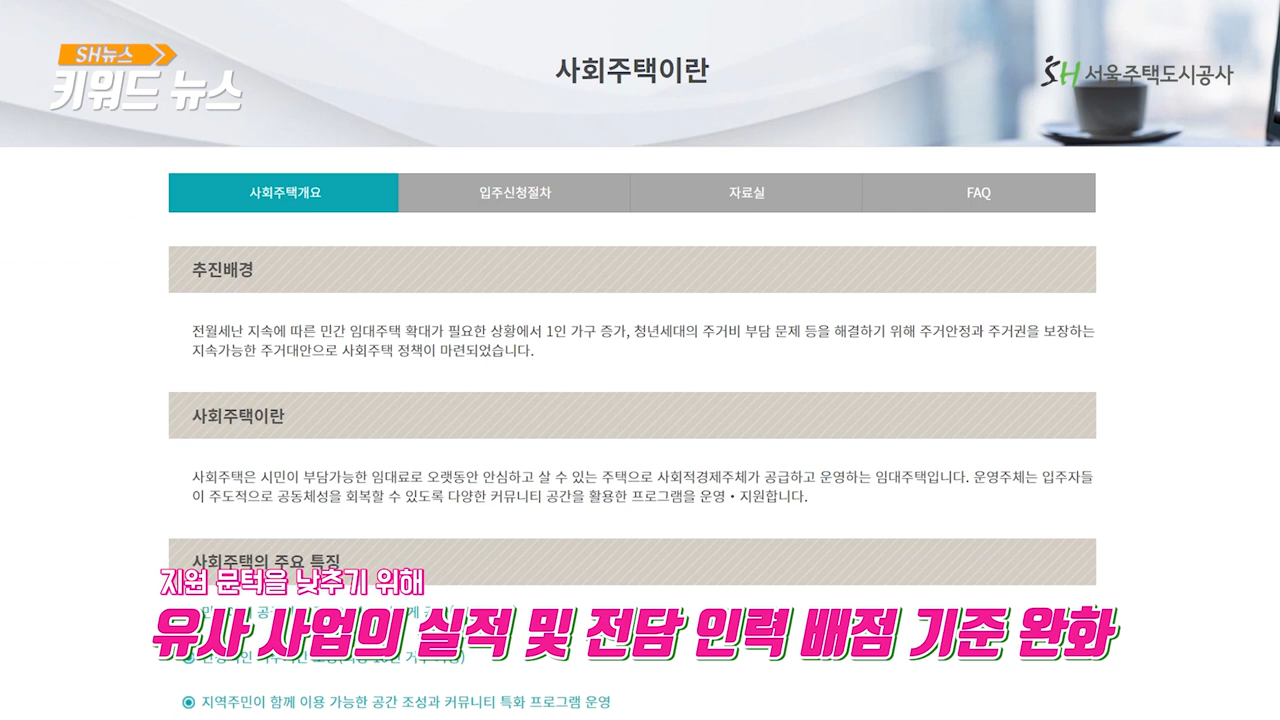 SH뉴스
키워드 뉴스
사회주택이란
SH 서울주택도시공사
사회주택개요
입주신청절차
자료실
FAQ
추진배경
전월세난 지속에 따른 민간 임대주택 확대가 필요한 상황에서 1인 가구 증가, 청년세대의 주거비 부담 문제 등을 해결하기 위해 주거안정과 주거권을 보장하는
지속가능한 주거대안으로 사회주택 정책이 마련되었습니다.
사회주택이란
사회주택은 시민이 부담가능한 임대료로 오랫동안 안심하고 살 수 있는 주택으로 사회적경제주체가 공급하고 운영하는 임대주택입니다. 운영주체는 입주자들
이 주도적으로 공동체성을 회복할 수 있도록 다양한 커뮤니티 공간을 활용한 프로그램을 운영・지원합니다.
사회주택의 주요 특징
지원 문턱을 낮추기 위해
유사 사업의 실적 및 전담 인력 배점 기준 완화
지역주민이 함께 이용 가능한 공간 조성과 커뮤니티 특화 프로그램 운영